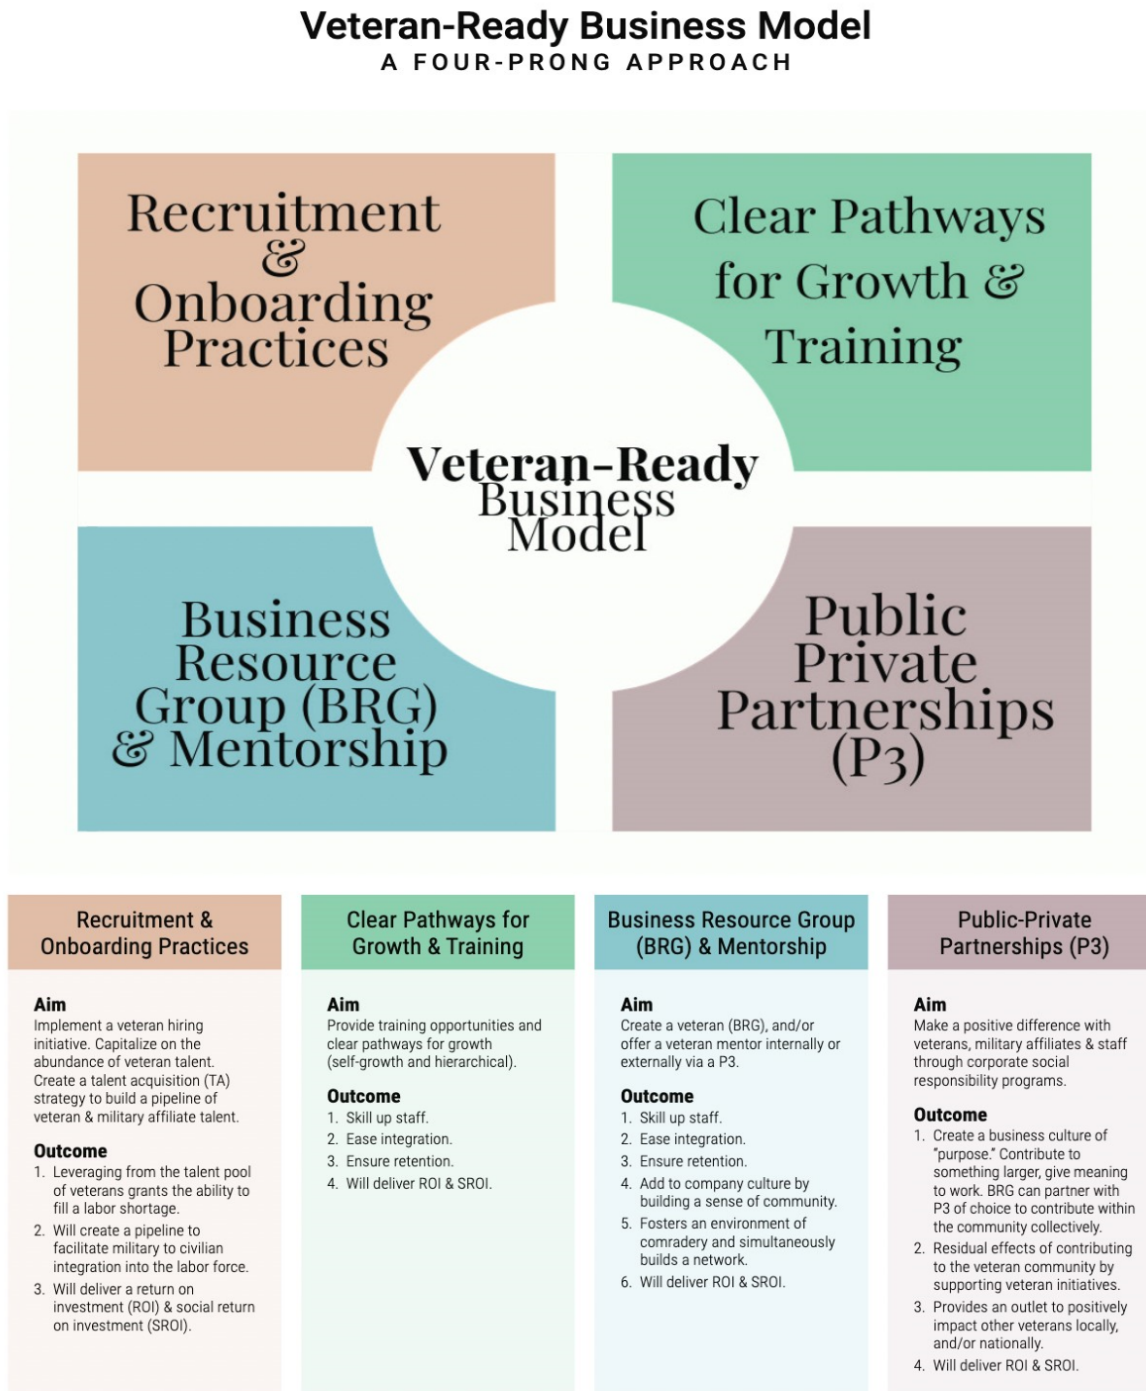 Veteran-Ready Business Model
A FOUR-PRONG APPROACH
Recruitment
&
Onboarding
Practices
Clear Pathways
for Growth &
Training
Veteran-Ready
Business
Model
Business
Resource
Group (BRG)
& Mentorship
Public
Private
Partnerships
(P3)
Recruitment &
Onboarding Practices
Aim
Implement a veteran hiring
initiative. Capitalize on the
abundance of veteran talent.
Create a talent acquisition (TA)
strategy to build a pipeline of
veteran & military affiliate talent.
Outcome
1. Leveraging from the talent pool
of veterans grants the ability to
fill a labor shortage.
2. Will create a pipeline to
facilitate military to civilian
integration into the labor force.
3. Will deliver a return on
investment (ROI) & social return
on investment (SROI).
Clear Pathways for
Growth & Training
Aim
Provide training opportunities and
clear pathways for growth
(self-growth and hierarchical).
Outcome
1. Skill up staff.
2. Ease integration.
3. Ensure retention.
4. Will deliver ROI & SROI.
Business Resource Group
(BRG) & Mentorship
Aim
Create a veteran (BRG), and/or
offer a veteran mentor internally or
externally via a P3.
Outcome
1. Skill up staff.
2. Ease integration.
3. Ensure retention.
4. Add to company culture by
building a sense of community.
5. Fosters an environment of
comradery and simultaneously
builds a network.
6. Will deliver ROI & SROI.
Public-Private
Partnerships (P3)
Aim
Make a positive difference with
veterans, military affiliates & staff
through corporate social
responsibility programs.
Outcome
1. Create a business culture of
"purpose." Contribute to
something larger, give meaning
to work. BRG can partner with
P3 of choice to contribute within
the community collectively.
2. Residual effects of contributing
to the veteran community by
supporting veteran initiatives.
3. Provides an outlet to positively
impact other veterans locally,
and/or nationally.
4. Will deliver ROI & SROI.